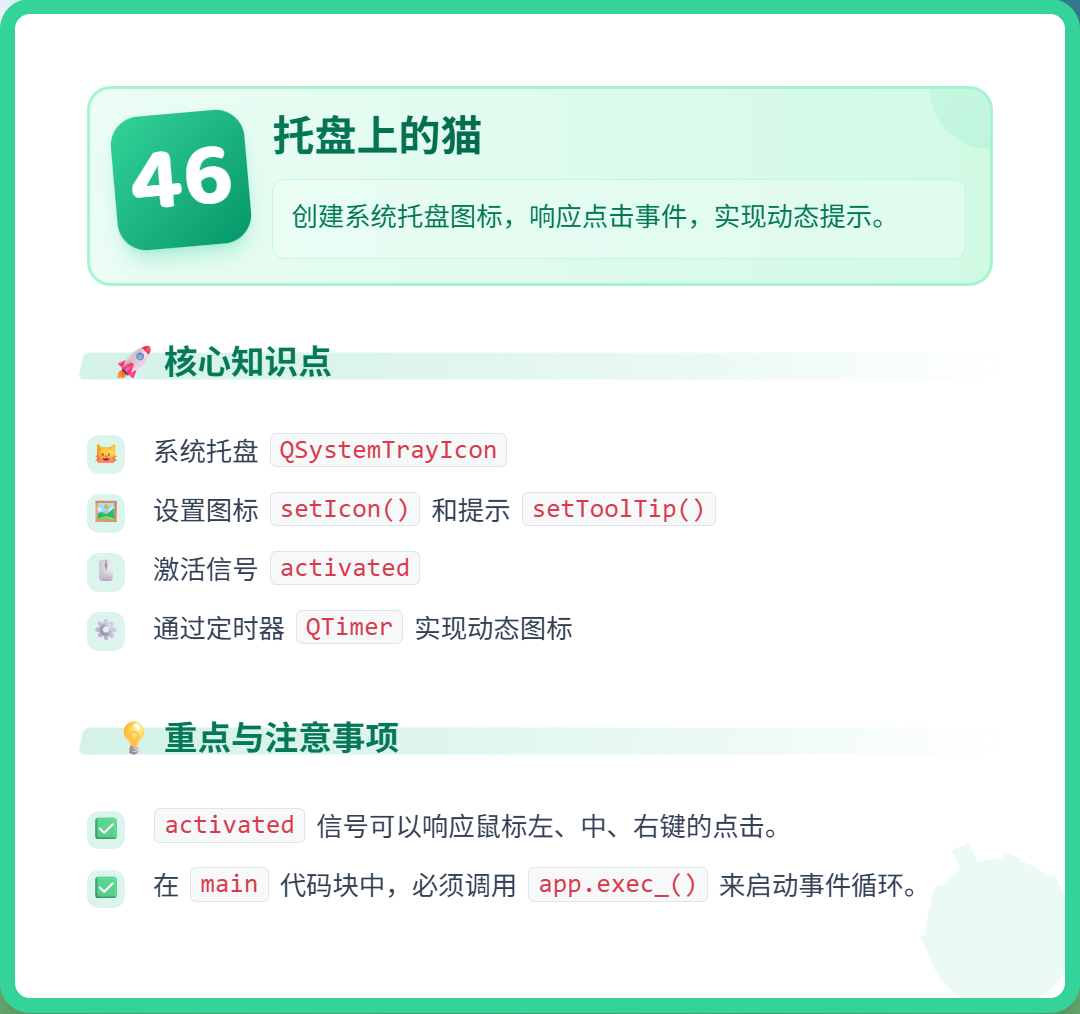 46
托盘上的猫
创建系统托盘图标，响应点击事件，实现动态提示。
🚀 核心知识点
系统托盘 QSystemTrayIcon
设置图标 setIcon() 和提示 setToolTip()
激活信号 activated
通过定时器 QTimer 实现动态图标
💡 重点与注意事项
activated 信号可以响应鼠标左、中、右键的点击。
在 main 代码块中，必须调用 app.exec_() 来启动事件循环。